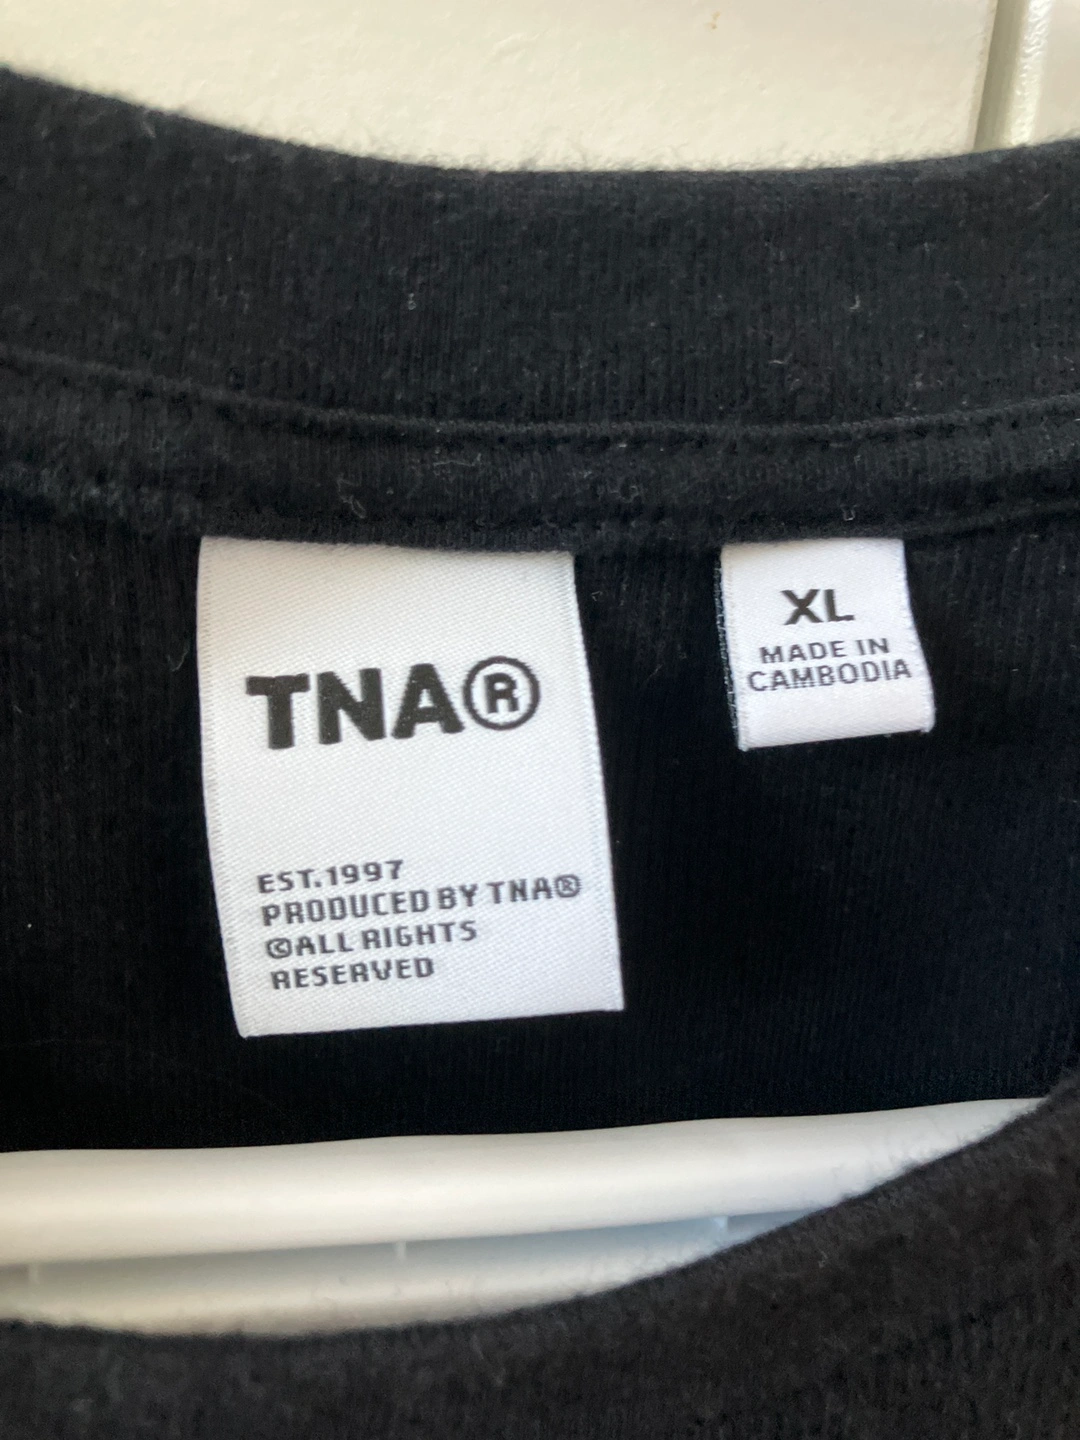 TNA®
EST.1997
PRODUCED BY TNA®
©ALL RIGHTS
RESERVED
XL
MADE IN
CAMBODIA